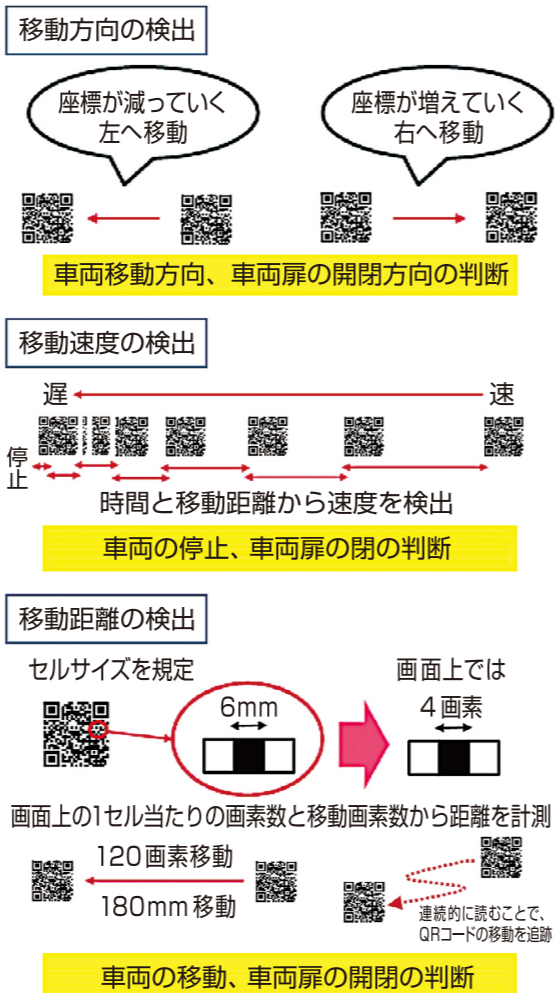 移動方向の検出
座標が減っていく
左へ移動
座標が増えていく
右へ移動
車両移動方向、車両扉の開閉方向の判断
移動速度の検出
遅
速
停止
時間と移動距離から速度を検出
車両の停止、車両扉の閉の判断
移動距離の検出
セルサイズを規定
画面上では
6mm
4画素
画面上の1セル当たりの画素数と移動画素数から距離を計測
120画素移動
180mm移動
連続的に読むことで、
QRコードの移動を追跡
車両の移動、車両扉の開閉の判断